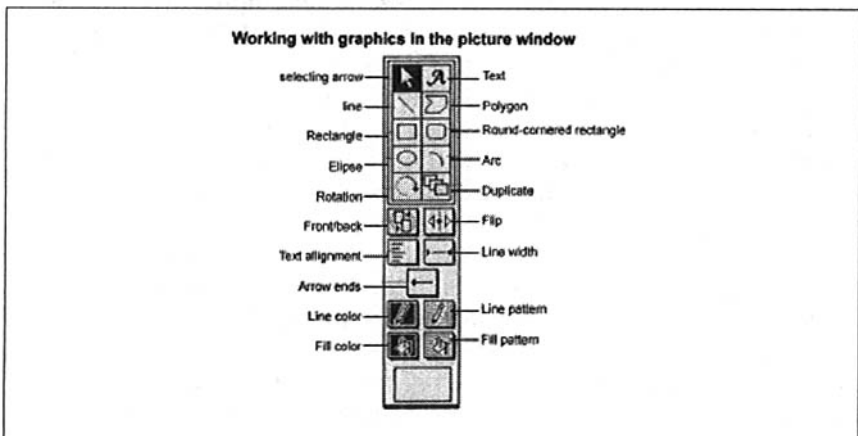 Working with graphics in the picture window
selecting arrow
Text
line
Polygon
Rectangle
Round-cornered rectangle
Elipse
Arc
Rotation
Duplicate
Front/back
Flip
Text allignment
Line width
Arrow ends
Line color
Line pattern
Fill color
Fill pattern